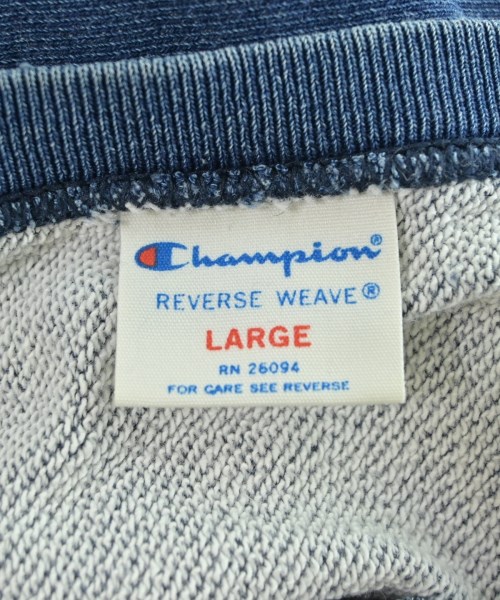 Champion®
REVERSE WEAVE®
LARGE
RN 26094
FOR CARE SEE REVERSE